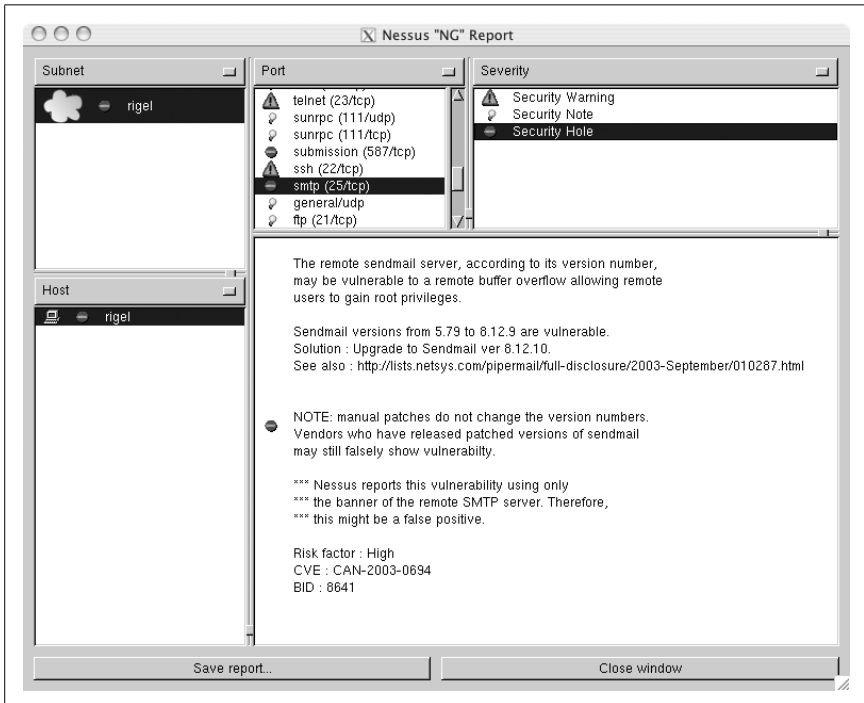 Nessus "NG" Report
Subnet
rigel
Host
rigel
Port
telnet (23/tcp)
sunrpc (111/udp)
sunrpc (111/tcp)
submission (587/tcp)
ssh (22/tcp)
smtp (25/tcp)
general/udp
ftp (21/tcp)
Severity
Security Warning
Security Note
Security Hole
The remote sendmail server, according to its version number,
may be vulnerable to a remote buffer overflow allowing remote
users to gain root privileges.
Sendmail versions from 5.79 to 8.12.9 are vulnerable.
Solution : Upgrade to Sendmail ver 8.12.10.
See also : http://lists.netsys.com/pipermail/full-disclosure/2003-September/010287.html
NOTE: manual patches do not change the version numbers.
Vendors who have released patched versions of sendmail
may still falsely show vulnerabilty.
*** Nessus reports this vulnerability using only
*** the banner of the remote SMTP server. Therefore,
*** this might be a false positive.
Risk factor : High
CVE : CAN-2003-0694
BID : 8641
Save report...
Close window